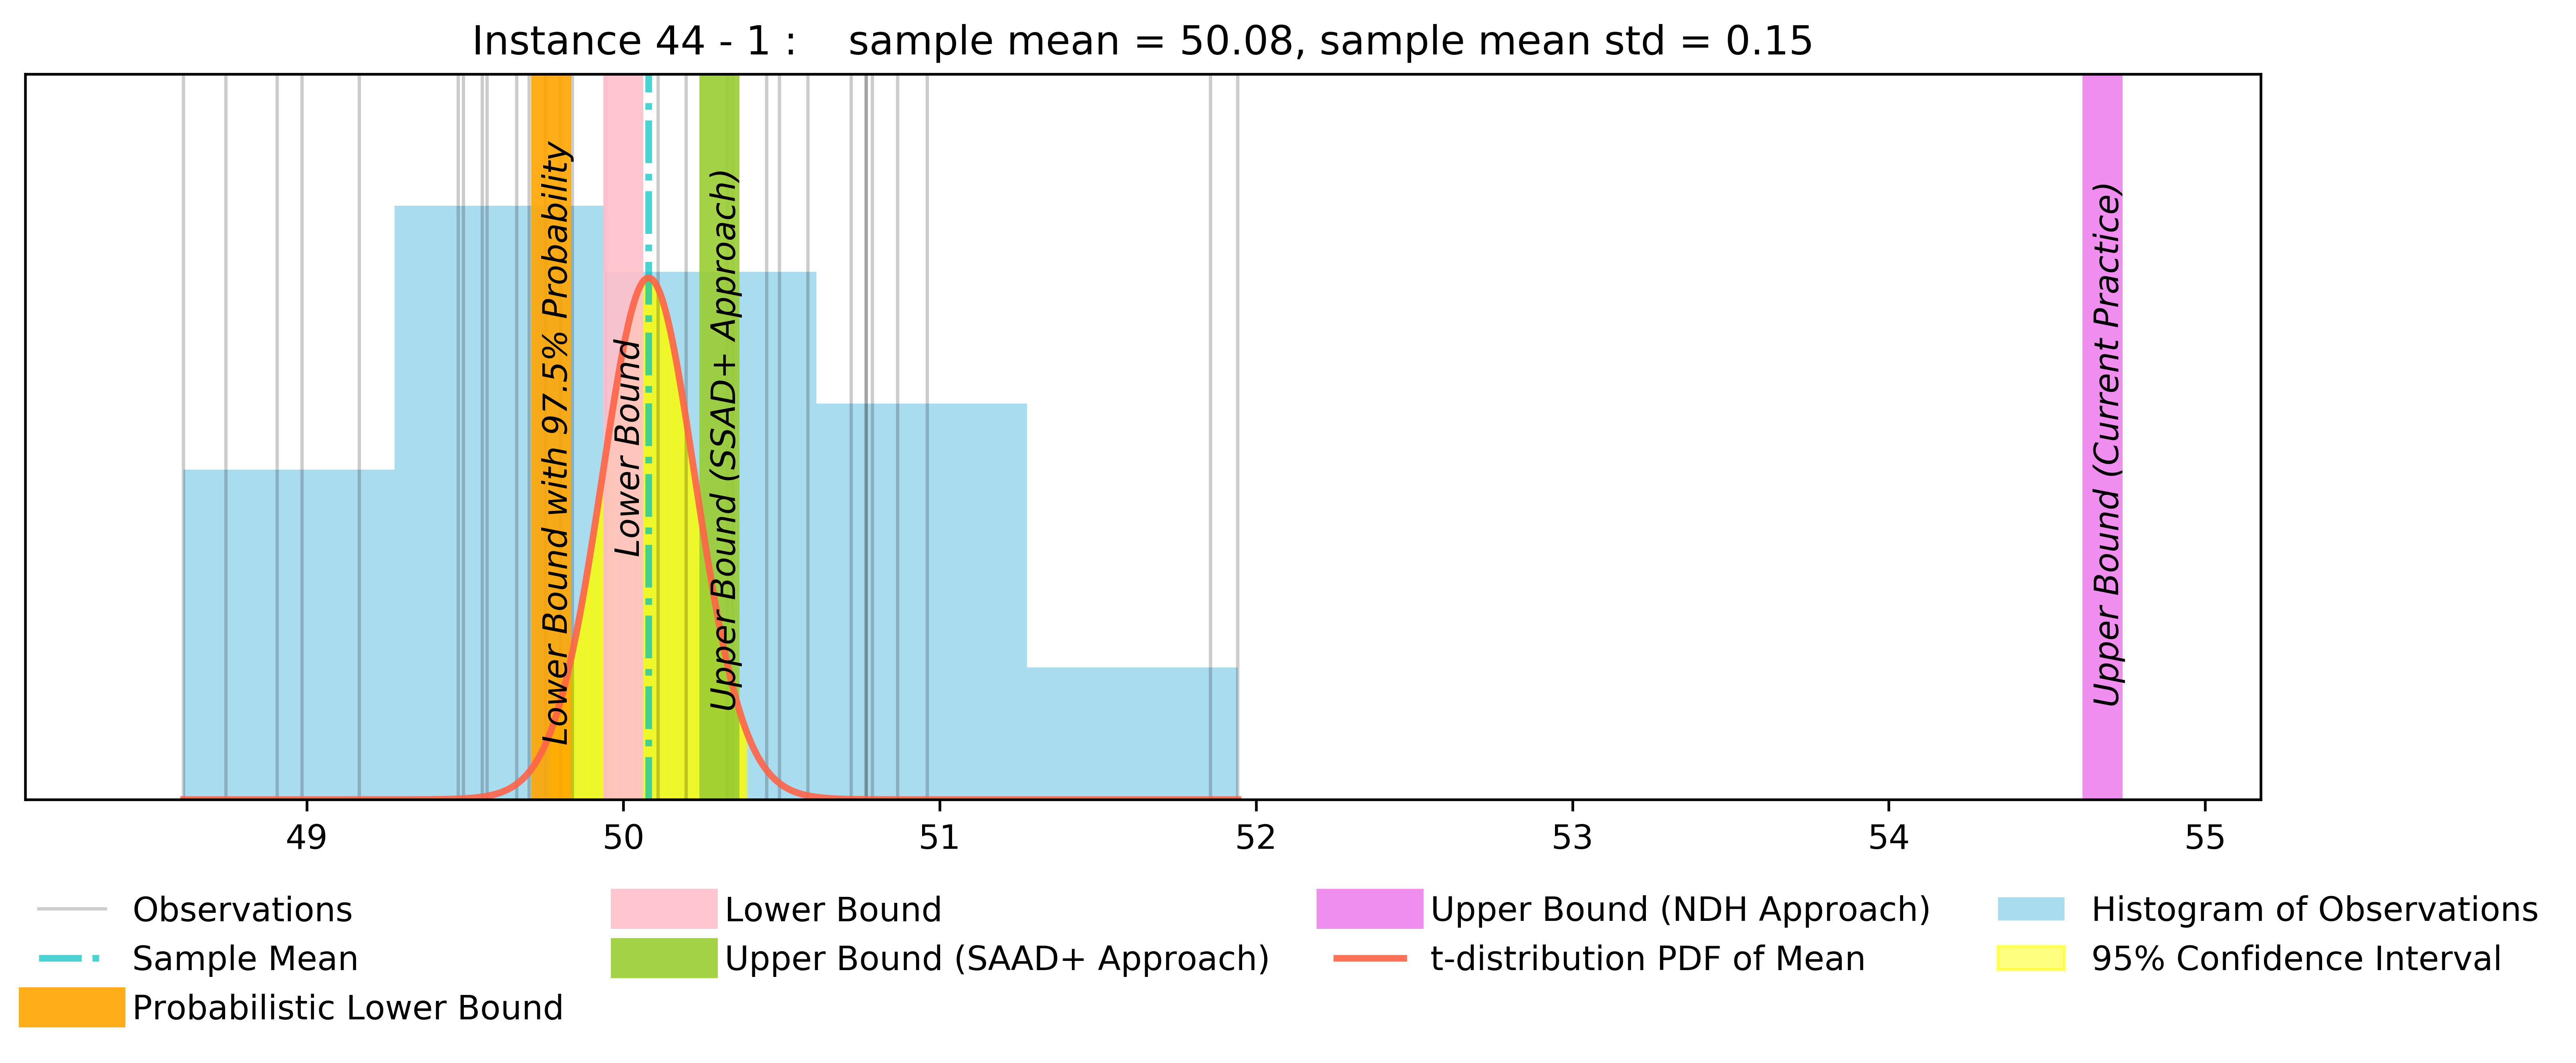 Instance 44 - 1 :    sample mean = 50.08, sample mean std = 0.15
Lower Bound with 97.5% Probability
Lower Bound
Upper Bound (SSAD+ Approach)
Upper Bound (Current Practice)
49 50 51 52 53 54 55
Observations
Sample Mean
Probabilistic Lower Bound
Lower Bound
Upper Bound (SAAD+ Approach)
Upper Bound (NDH Approach)
t-distribution PDF of Mean
Histogram of Observations
95% Confidence Interval